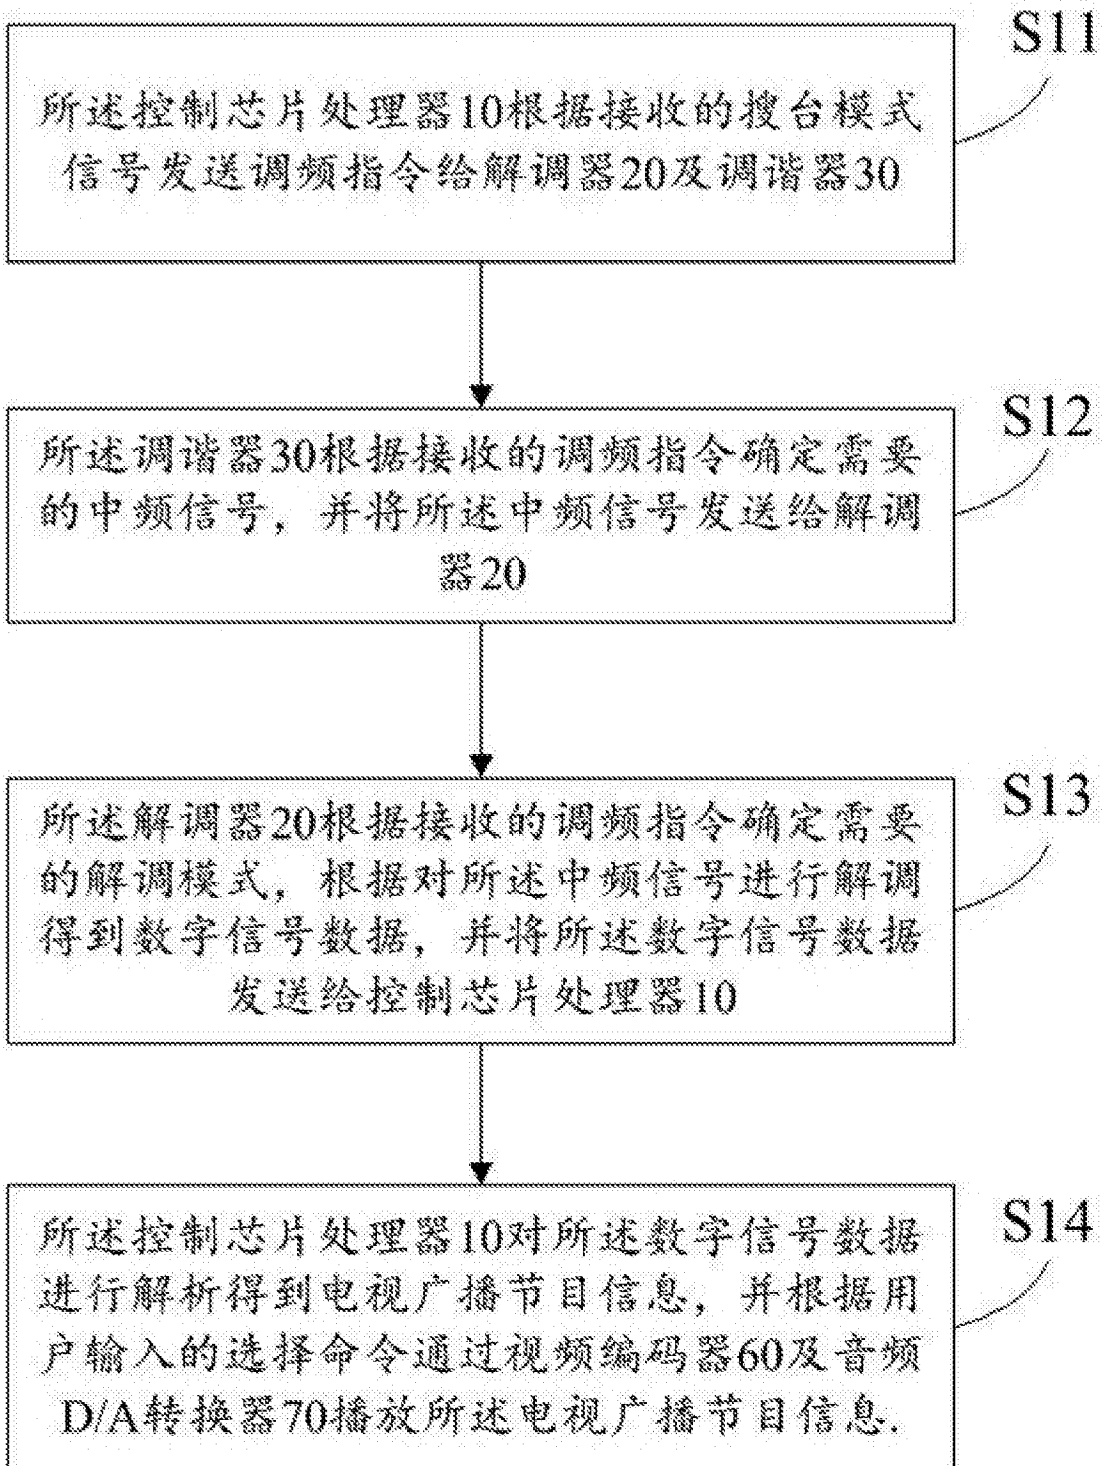 S11
所述控制芯片处理器10根据接收的搜台模式
信号发送调频指令给解调器20及调谐器30
S12
所述调谐器30根据接收的调频指令确定需要
的中频信号，并将所述中频信号发送给解调
器20
S13
所述解调器20根据接收的调频指令确定需要
的解调模式，根据对所述中频信号进行解调
得到数字信号数据，并将所述数字信号数据
发送给控制芯片处理器10
S14
所述控制芯片处理器10对所述数字信号数据
进行解析得到电视广播节目信息，并根据用
户输入的选择命令通过视频编码器60及音频
D/A转换器70播放所述电视广播节目信息.